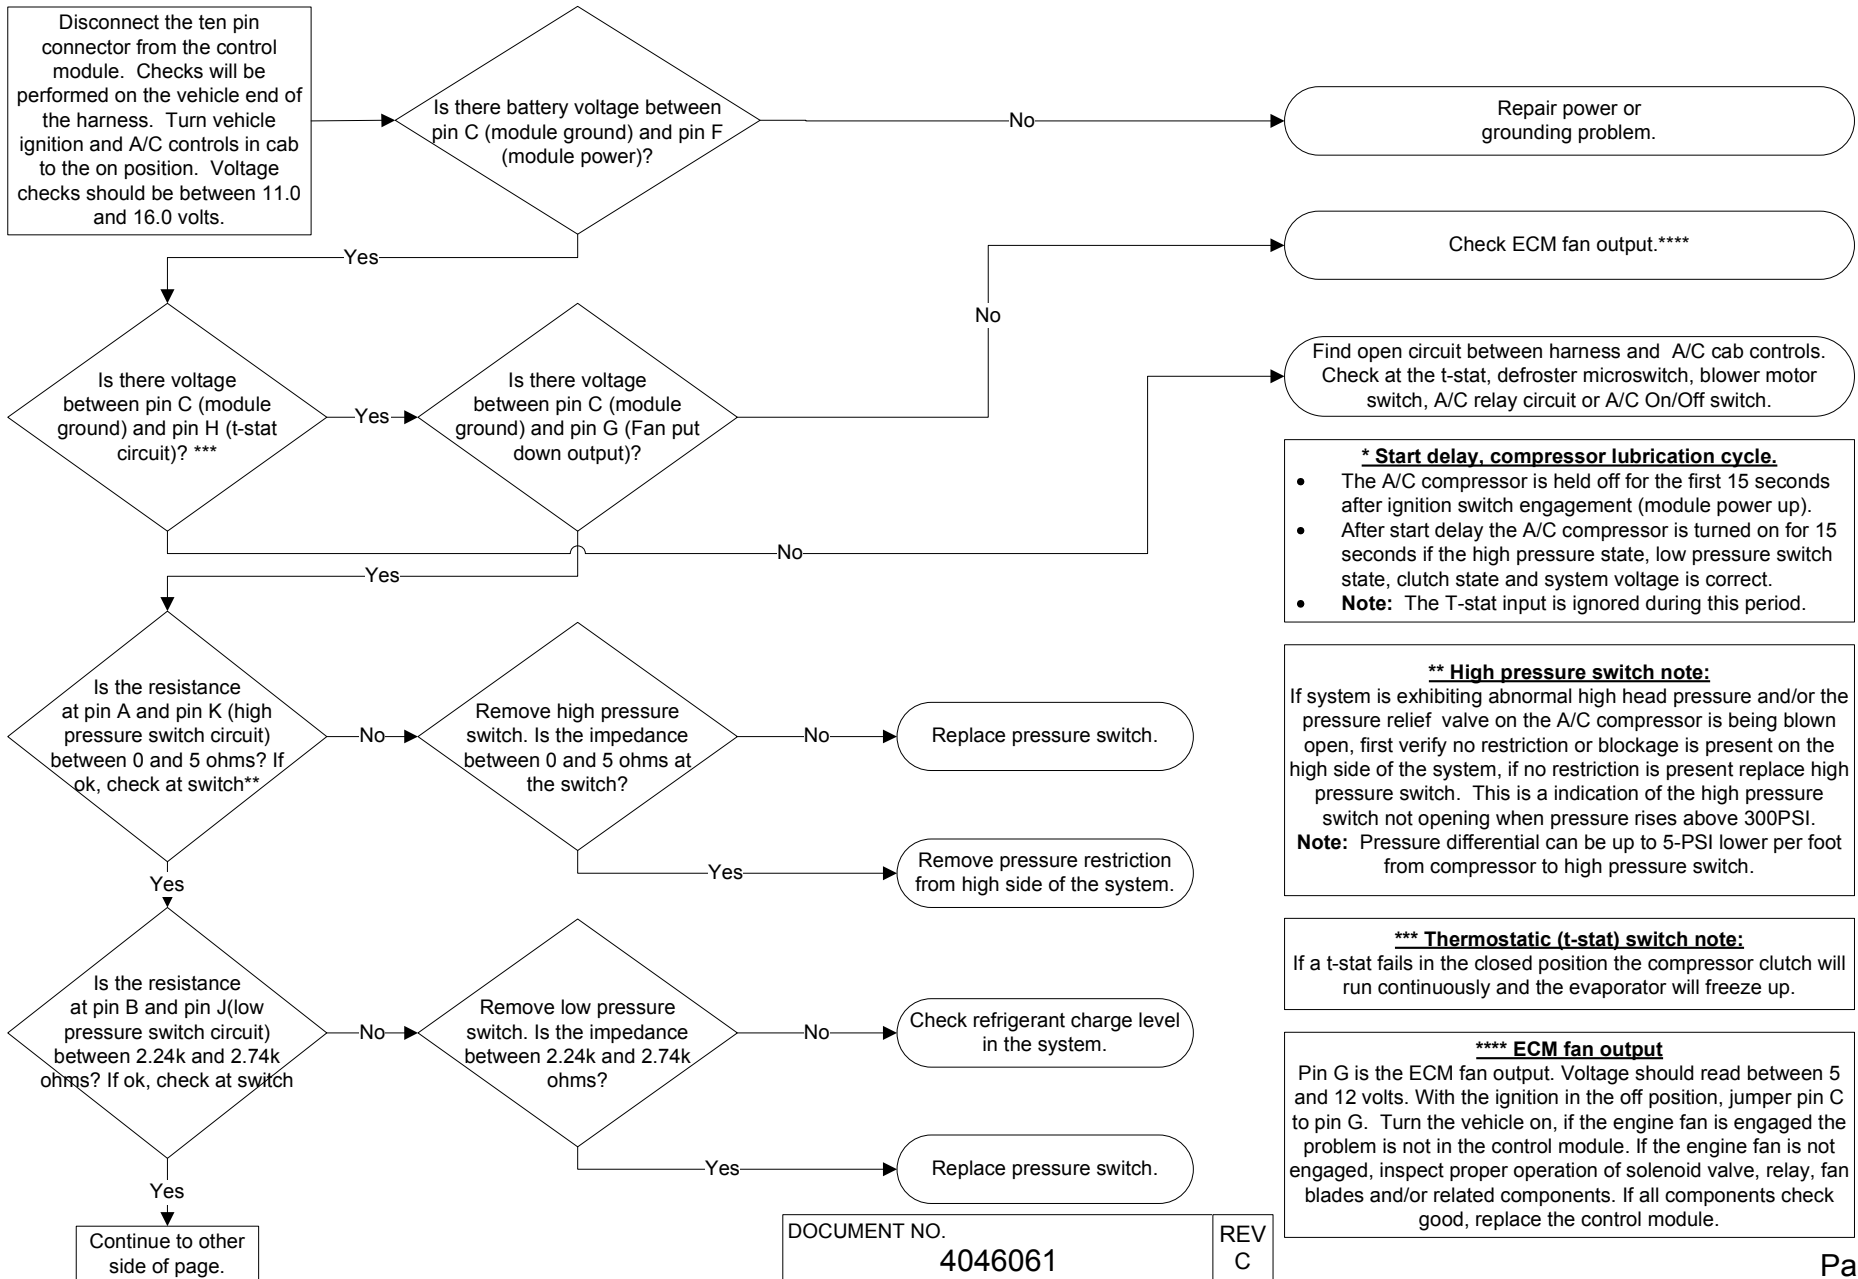 Disconnect the ten pin
connector from the control
module. Checks will be
performed on the vehicle end of
the harness. Turn vehicle
ignition and A/C controls in cab
to the on position. Voltage
checks should be between 11.0
and 16.0 volts.
Is there battery voltage between
pin C (module ground) and pin F
(module power)?
No
Repair power or
grounding problem.
Yes
Check ECM fan output.****
No
Is there voltage
between pin C (module
ground) and pin H (t-stat
circuit)? ***
Yes
Is there voltage
between pin C (module
ground) and pin G (Fan put
down output)?
Find open circuit between harness and A/C cab controls.
Check at the t-stat, defroster microswitch, blower motor
switch, A/C relay circuit or A/C On/Off switch.
No
Yes
* Start delay, compressor lubrication cycle.
• The A/C compressor is held off for the first 15 seconds
after ignition switch engagement (module power up).
• After start delay the A/C compressor is turned on for 15
seconds if the high pressure state, low pressure switch
state, clutch state and system voltage is correct.
• Note: The T-stat input is ignored during this period.
Is the resistance
at pin A and pin K (high
pressure switch circuit)
between 0 and 5 ohms? If
ok, check at switch**
No
Remove high pressure
switch. Is the impedance
between 0 and 5 ohms at
the switch?
No
Replace pressure switch.
Yes
Remove pressure restriction
from high side of the system.
Yes
** High pressure switch note:
If system is exhibiting abnormal high head pressure and/or the
pressure relief valve on the A/C compressor is being blown
open, first verify no restriction or blockage is present on the
high side of the system, if no restriction is present replace high
pressure switch. This is a indication of the high pressure
switch not opening when pressure rises above 300PSI.
Note: Pressure differential can be up to 5-PSI lower per foot
from compressor to high pressure switch.
Is the resistance
at pin B and pin J(low
pressure switch circuit)
between 2.24k and 2.74k
ohms? If ok, check at switch
No
Remove low pressure
switch. Is the impedance
between 2.24k and 2.74k
ohms?
No
Check refrigerant charge level
in the system.
Yes
Replace pressure switch.
Yes
Continue to other
side of page.
*** Thermostatic (t-stat) switch note:
If a t-stat fails in the closed position the compressor clutch will
run continuously and the evaporator will freeze up.
**** ECM fan output
Pin G is the ECM fan output. Voltage should read between 5
and 12 volts. With the ignition in the off position, jumper pin C
to pin G. Turn the vehicle on, if the engine fan is engaged the
problem is not in the control module. If the engine fan is not
engaged, inspect proper operation of solenoid valve, relay, fan
blades and/or related components. If all components check
good, replace the control module.
DOCUMENT NO.
4046061
REV
C
Pa